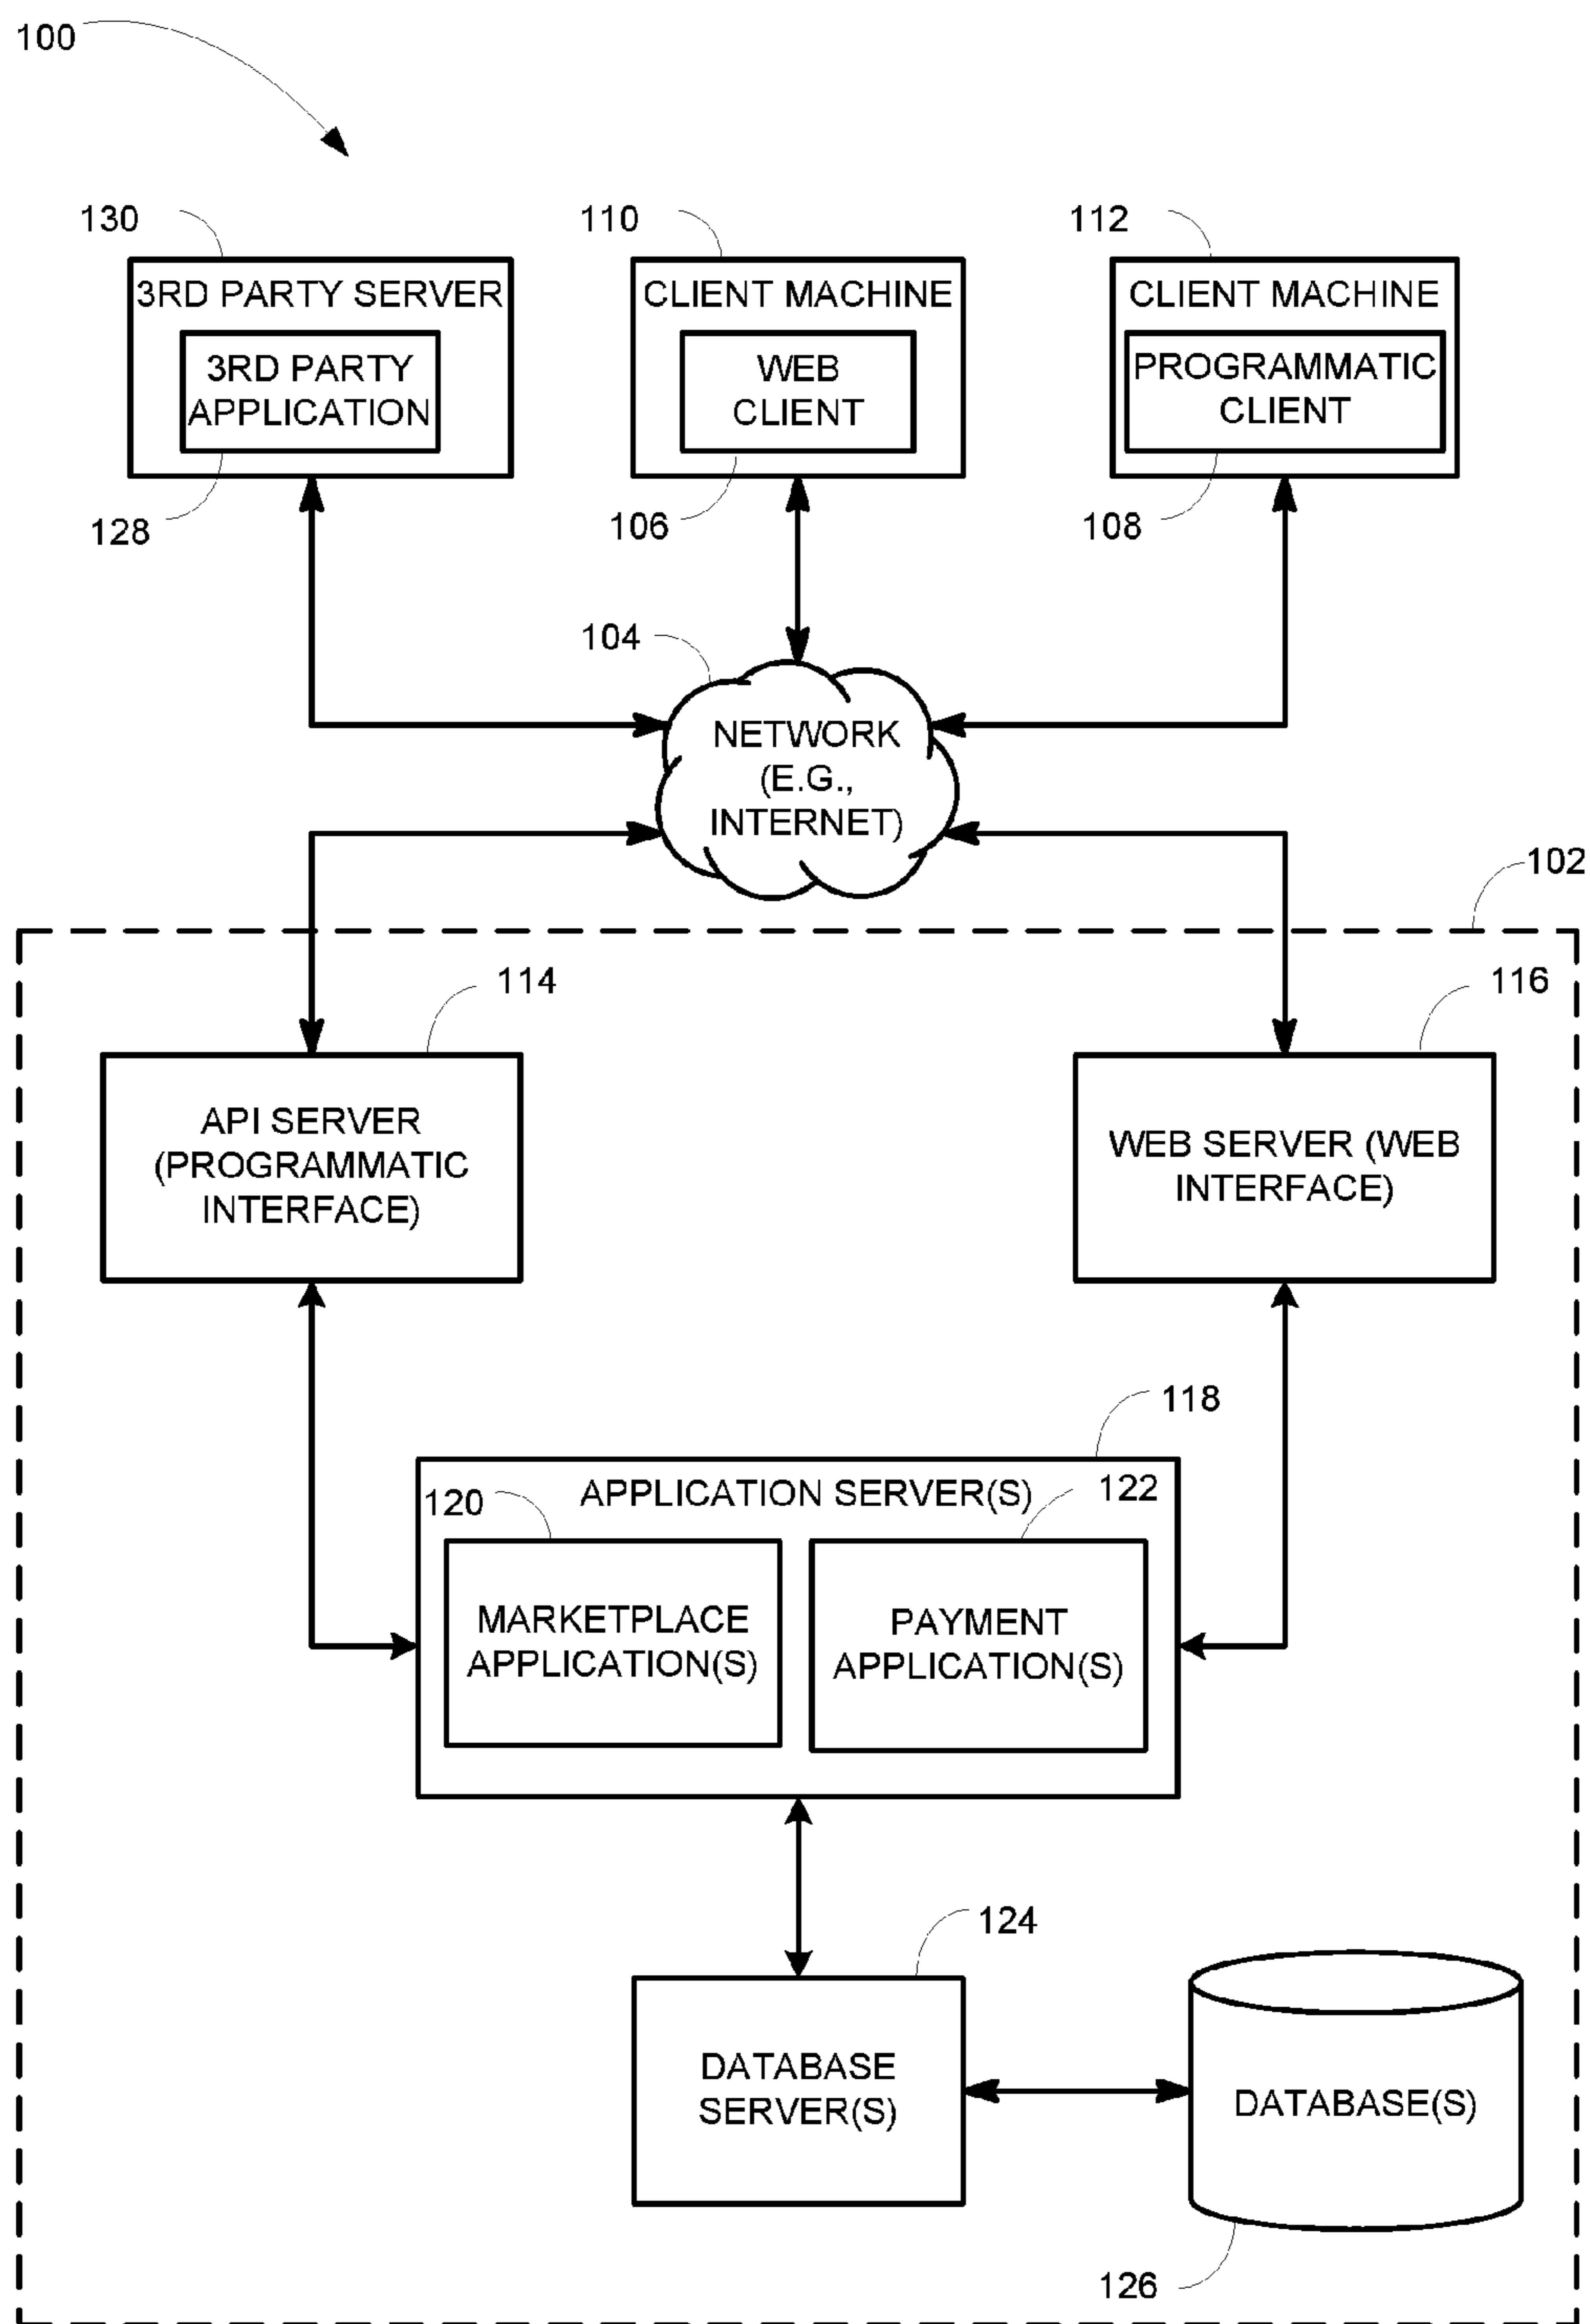 100
130
110
112
3RD PARTY SERVER
3RD PARTY
APPLICATION
CLIENT MACHINE
WEB
CLIENT
CLIENT MACHINE
PROGRAMMATIC
CLIENT
128
106
108
104
NETWORK
(E.G.,
INTERNET)
102
114
116
API SERVER
(PROGRAMMATIC
INTERFACE)
WEB SERVER (WEB
INTERFACE)
118
APPLICATION SERVER(S)
120
122
MARKETPLACE
APPLICATION(S)
PAYMENT
APPLICATION(S)
124
DATABASE
SERVER(S)
DATABASE(S)
126